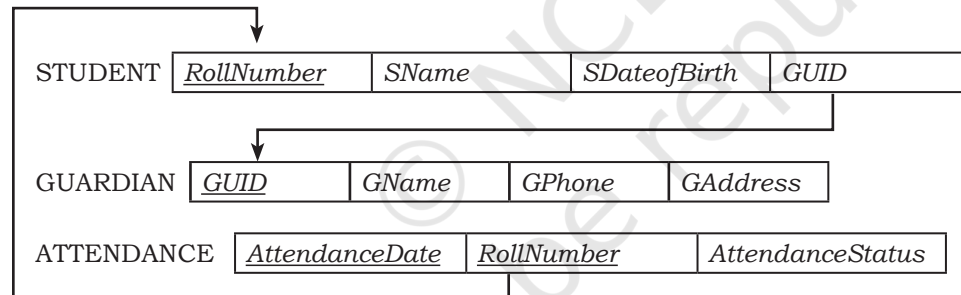 STUDENT RollNumber SName SDateofBirth GUID
GUARDIAN GUID GName GPhone GAddress
ATTENDANCE AttendanceDate RollNumber AttendanceStatus